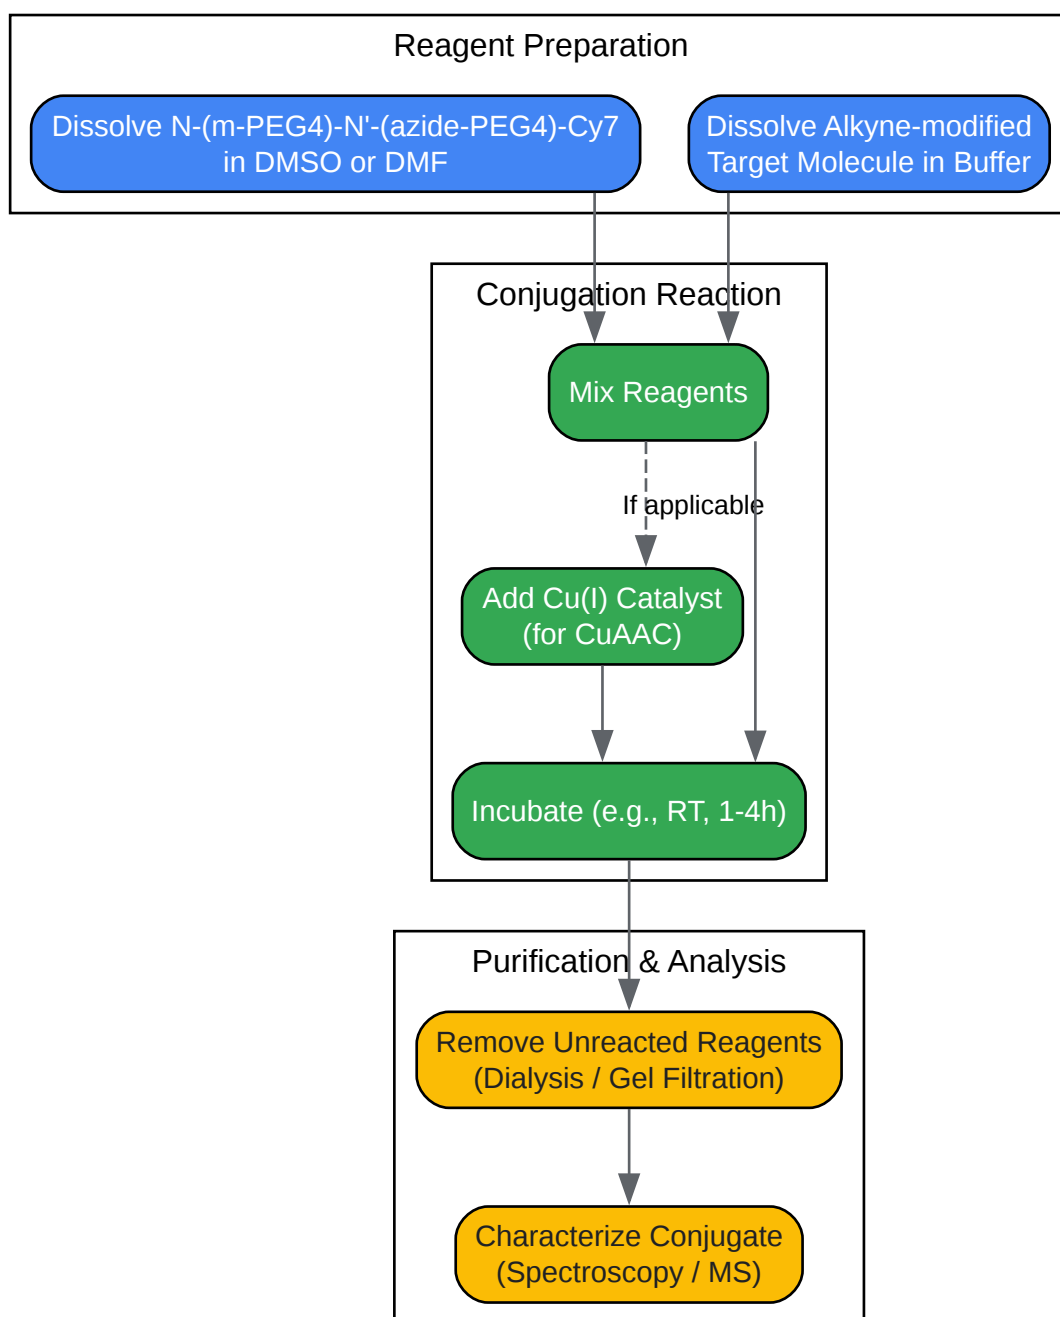 Reagent Preparation
Dissolve N-(m-PEG4)-N'-(azide-PEG4)-Cy7
in DMSO or DMF
Dissolve Alkyne-modified
Target Molecule in Buffer
Conjugation Reaction
Mix Reagents
If applicable
Add Cu(I) Catalyst
(for CuAAC)
Incubate (e.g., RT, 1-4h)
Purification & Analysis
Remove Unreacted Reagents
(Dialysis / Gel Filtration)
Characterize Conjugate
(Spectroscopy / MS)